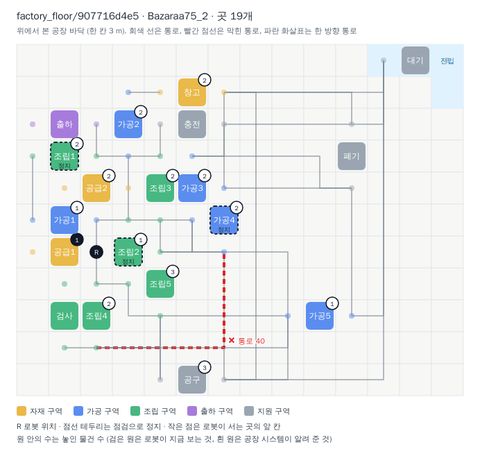 factory_floor/907716d4e5 · Bazaraa75_2 · 곳 19개
위에서 본 공장 바닥 (한 칸 3 m). 회색 선은 통로, 빨간 점선은 막힌 통로, 파란 화살표는 한 방향 통로
대기
전립
2
창고
2
2
출하
가공2
충전
2
조립1
정지
폐기
2
2
2
공급2
조립3
가공3
1
2
가공1
가공4
정지
1
1
공급1
R
조립2
정지
3
조립5
2
1
검사
조립4
가공5
✕ 통로 40
3
공구
자재 구역
가공 구역
조립 구역
출하 구역
지원 구역
R 로봇 위치 · 점선 테두리는 점검으로 정지 · 작은 점은 로봇이 서는 곳의 앞 칸
원 안의 수는 놓인 물건 수 (검은 원은 로봇이 지금 보는 것, 흰 원은 공장 시스템이 알려 준 것)